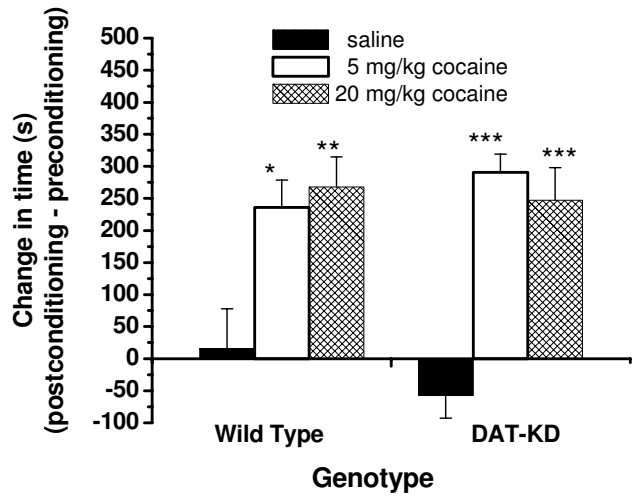 saline
5 mg/kg cocaine
20 mg/kg cocaine
Change in time (s)
(postconditioning - preconditioning)
500
450
400
350
300
250
200
150
100
50
0
-50
-100
*
**
***
***
Wild Type
DAT-KD
Genotype